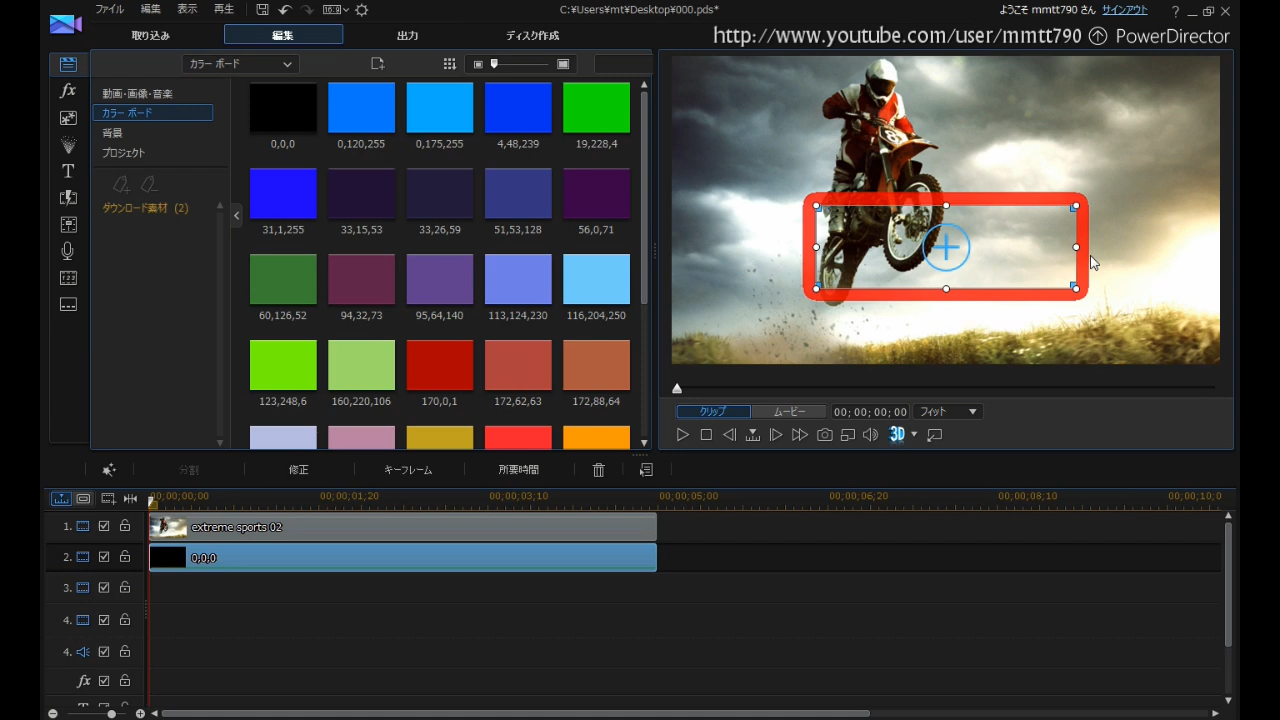 ファイル 編集 表示 再生 16:9 C:¥Users¥mt¥Desktop¥000.pds* ようこそ mmtt790 さん サインアウト ?
取り込み 編集 出力 ディスク作成 http://www.youtube.com/user/mmtt790 PowerDirector
カラー ボード
動画・画像・音楽
カラー ボード
背景
プロジェクト
ダウンロード素材 (2)
0,0,0 0,120,255 0,175,255 4,48,239 19,228,4
31,1,255 33,15,53 33,26,59 51,53,128 56,0,71
60,126,52 94,32,73 95,64,140 113,124,230 116,204,250
123,248,6 160,220,106 170,0,1 172,62,63 172,88,64
クリップ ムービー 00;00;00;00 フィット
3D
分割 修正 キーフレーム 所要時間
00;00;00;00 00;00;01;20 00;00;03;10 00;00;05;00 00;00;06;20 00;00;08;10 00;00;10;0
1. extreme sports 02
2. 0,0,0
3.
4.
4.
fx